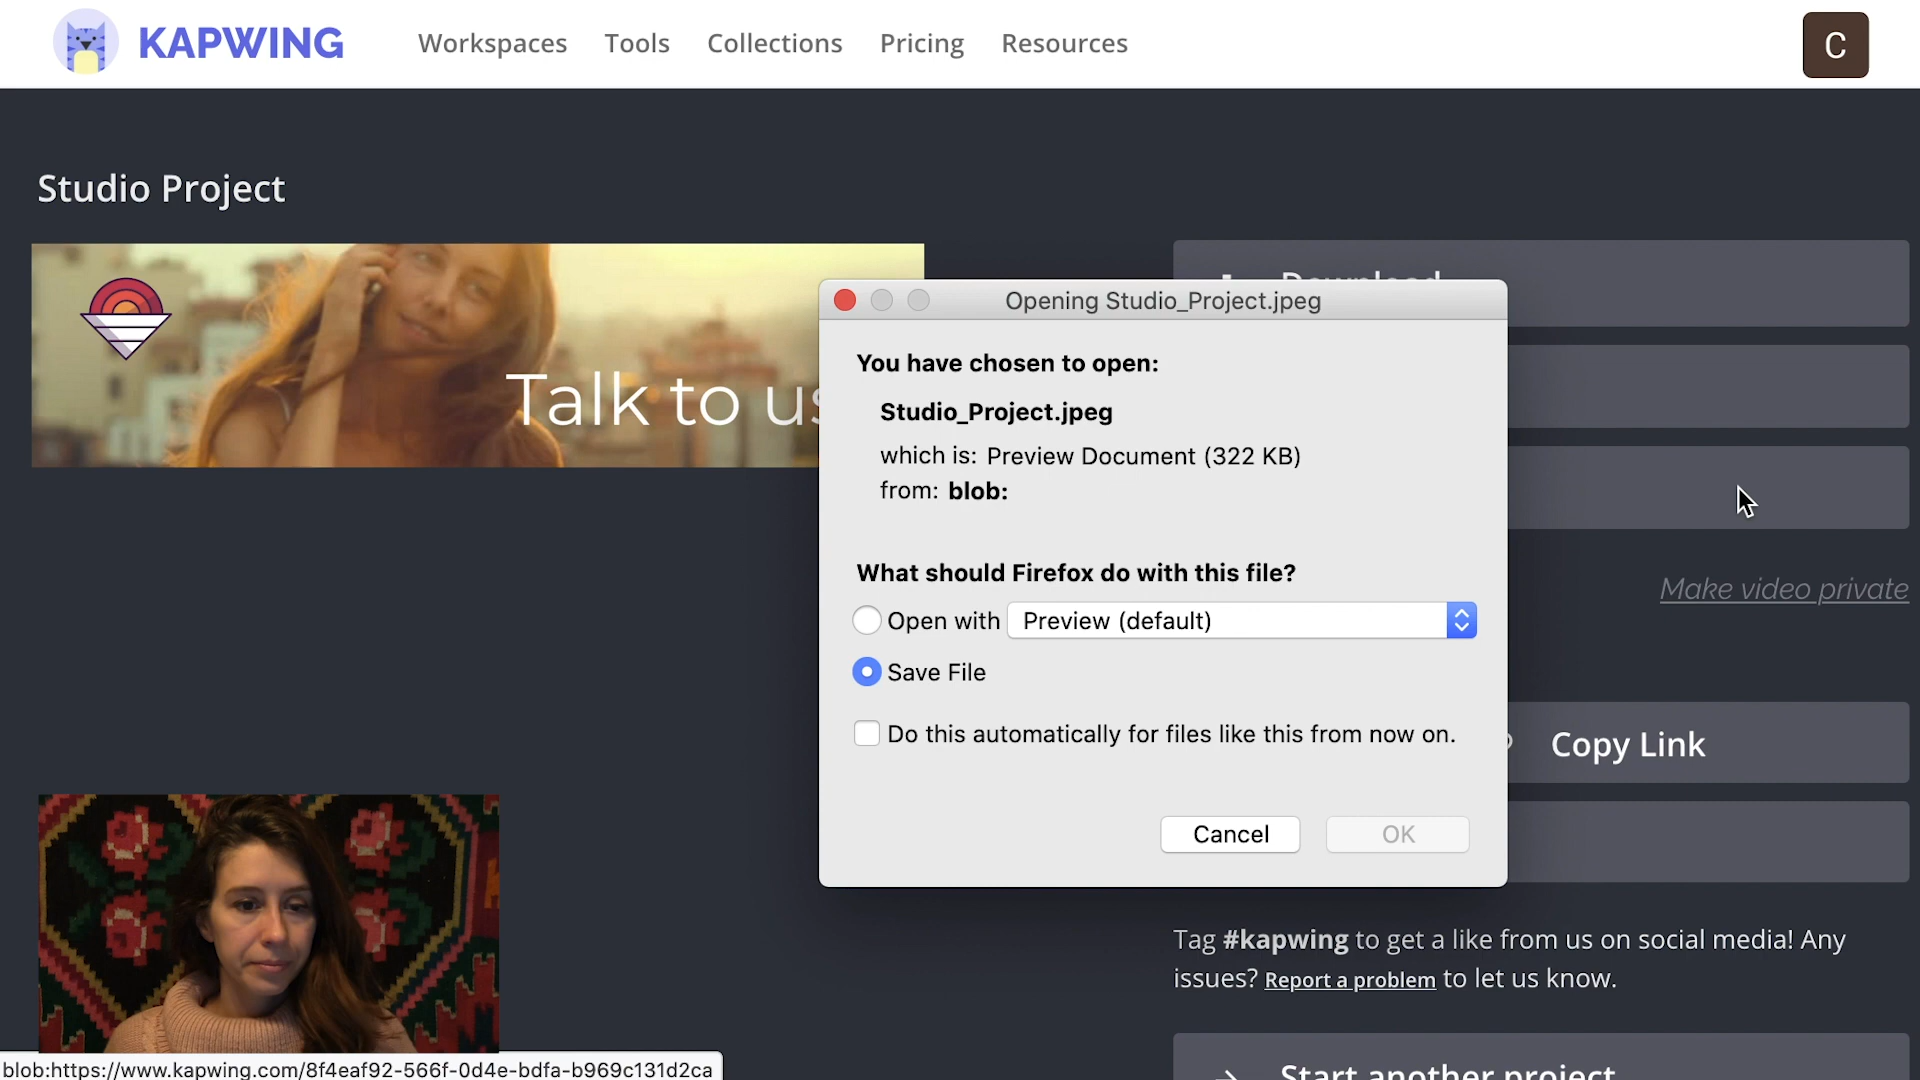 KAPWING
Workspaces Tools Collections Pricing Resources
C
Studio Project
Talk to us
Download
Opening Studio_Project.jpeg
You have chosen to open:
Studio_Project.jpeg
which is: Preview Document (322 KB)
from: blob:
What should Firefox do with this file?
Open with Preview (default)
Save File
Do this automatically for files like this from now on.
Cancel OK
Make video private
Copy Link
Tag #kapwing to get a like from us on social media! Any
issues? Report a problem to let us know.
Start another project
blob:https://www.kapwing.com/8f4eaf92-566f-0d4e-bdfa-b969c131d2ca